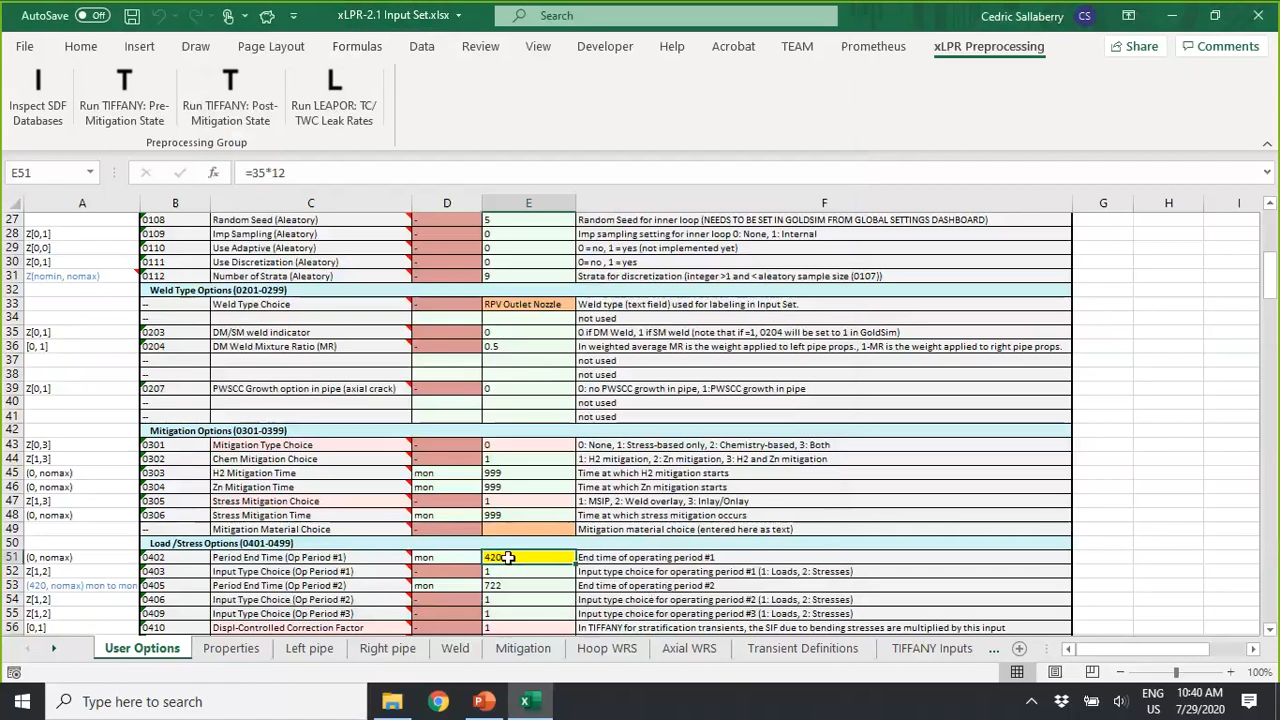 AutoSave Off xLPR-2.1 Input Set.xlsx Search Cedric Sallaberry CS
File Home Insert Draw Page Layout Formulas Data Review View Developer Help Acrobat TEAM Prometheus xLPR Preprocessing Share Comments
I T T L
Inspect SDF Run TIFFANY: Pre- Run TIFFANY: Post- Run LEAPOR: TC/
Databases Mitigation State Mitigation State TWC Leak Rates
Preprocessing Group
E51 fx =35*12
A B C D E F G H I
27 0108 Random Seed (Aleatory) - 5 Random Seed for inner loop (NEEDS TO BE SET IN GOLDSIM FROM GLOBAL SETTINGS DASHBOARD)
28 Z[0,1] 0109 Imp Sampling (Aleatory) - 0 Imp sampling setting for inner loop 0: None, 1: Internal
29 Z[0,0] 0110 Use Adaptive (Aleatory) - 0 0 = no, 1 = yes (not implemented yet)
30 Z[0,1] 0111 Use Discretization (Aleatory) - 0 0= no , 1= yes
31 Z(nomin, nomax) 0112 Number of Strata (Aleatory) - 9 Strata for discretization (integer >1 and < aleatory sample size (0107))
32 Weld Type Options (0201-0299)
33 -- Weld Type Choice - RPV Outlet Nozzle Weld type (text field) used for labeling in Input Set.
34 -- not used
35 Z[0,1] 0203 DM/SM weld indicator - 0 0 if DM Weld, 1 if SM weld (note that if =1, 0204 will be set to 1 in GoldSim)
36 [0, 1] 0204 DM Weld Mixture Ratio (MR) - 0.5 In weighted average MR is the weight applied to left pipe props., 1-MR is the weight applied to right pipe props.
37 -- not used
38 -- not used
39 Z[0,1] 0207 PWSCC Growth option in pipe (axial crack) - 0 0: no PWSCC growth in pipe, 1:PWSCC growth in pipe
40 -- not used
41 -- not used
42 Mitigation Options (0301-0399)
43 Z[0,3] 0301 Mitigation Type Choice - 0 0: None, 1: Stress-based only, 2: Chemistry-based, 3: Both
44 Z[1,3] 0302 Chem Mitigation Choice - 1 1: H2 mitigation, 2: Zn mitigation, 3: H2 and Zn mitigation
45 (0, nomax) 0303 H2 Mitigation Time mon 999 Time at which H2 mitigation starts
46 (0, nomax) 0304 Zn Mitigation Time mon 999 Time at which Zn mitigation starts
47 Z[1,3] 0305 Stress Mitigation Choice - 1 1: MSIP, 2: Weld overlay, 3: Inlay/Onlay
48 (0, nomax) 0306 Stress Mitigation Time mon 999 Time at which stress mitigation occurs
49 -- Mitigation Material Choice - Mitigation material choice (entered here as text)
50 Load /Stress Options (0401-0499)
51 (0, nomax) 0402 Period End Time (Op Period #1) mon 420 End time of operating period #1
52 Z[1,2] 0403 Input Type Choice (Op Period #1) - 1 Input type choice for operating period #1 (1: Loads, 2: Stresses)
53 (420, nomax) mon to mon 0405 Period End Time (Op Period #2) mon 722 End time of operating period #2
54 Z[1,2] 0406 Input Type Choice (Op Period #2) - 1 Input type choice for operating period #2 (1: Loads, 2: Stresses)
55 Z[1,2] 0409 Input Type Choice (Op Period #3) - 1 Input type choice for operating period #3 (1: Loads, 2: Stresses)
56 [0,1] 0410 Displ-Controlled Correction Factor - 1 In TIFFANY for stratification transients, the SIF due to bending stresses are multiplied by this input
User Options Properties Left pipe Right pipe Weld Mitigation Hoop WRS Axial WRS Transient Definitions TIFFANY Inputs ...
100%
Type here to search ENG US 10:40 AM 7/29/2020